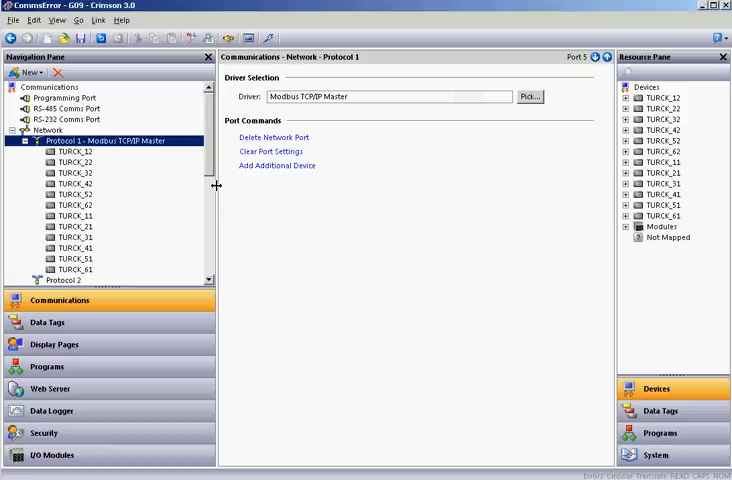 CommsError - G09 - Crimson 3.0
File Edit View Go Link Help
Navigation Pane
New
Communications
Programming Port
RS-485 Comms Port
RS-232 Comms Port
Network
Protocol 1 - Modbus TCP/IP Master
TURCK_12
TURCK_22
TURCK_32
TURCK_42
TURCK_52
TURCK_62
TURCK_11
TURCK_21
TURCK_31
TURCK_41
TURCK_51
TURCK_61
Protocol 2
Communications
Data Tags
Display Pages
Programs
Web Server
Data Logger
Security
I/O Modules
Communications - Network - Protocol 1
Port 5
Driver Selection
Driver: Modbus TCP/IP Master Pick...
Port Commands
Delete Network Port
Clear Port Settings
Add Additional Device
Resource Pane
Devices
TURCK_12
TURCK_22
TURCK_32
TURCK_42
TURCK_52
TURCK_62
TURCK_11
TURCK_21
TURCK_31
TURCK_41
TURCK_51
TURCK_61
Modules
Not Mapped
Devices
Data Tags
Programs
System
Errors Circular Translate READ CAPS NUM